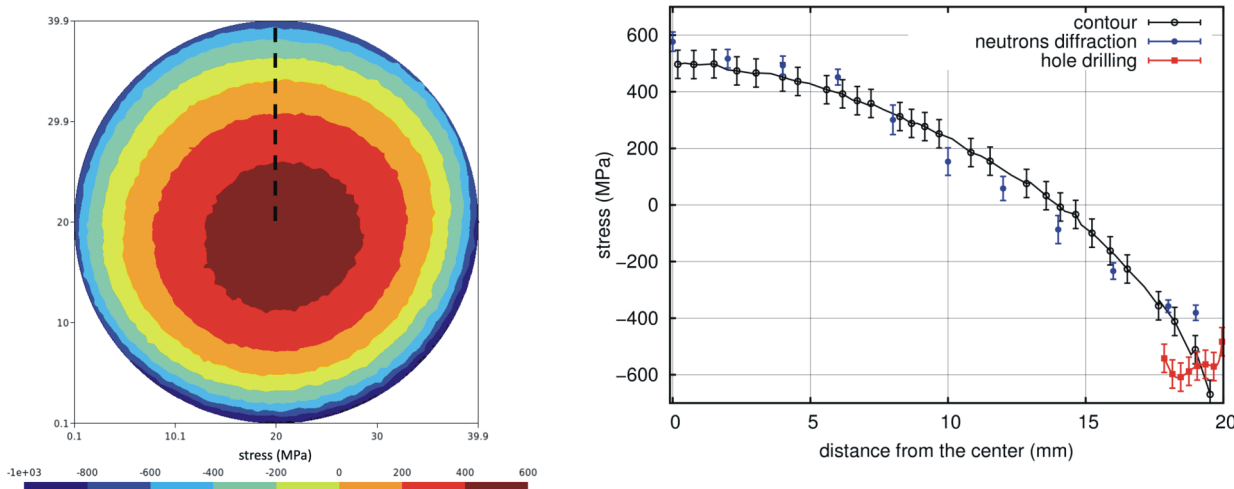 39.9
29.9
20
10
0.1
0.1 10.1 20 30 39.9
stress (MPa)
-1e+03 -800 -600 -400 -200 0 200 400 600
contour
neutrons diffraction
hole drilling
600
400
200
0
−200
−400
−600
stress (MPa)
0 5 10 15 20
distance from the center (mm)